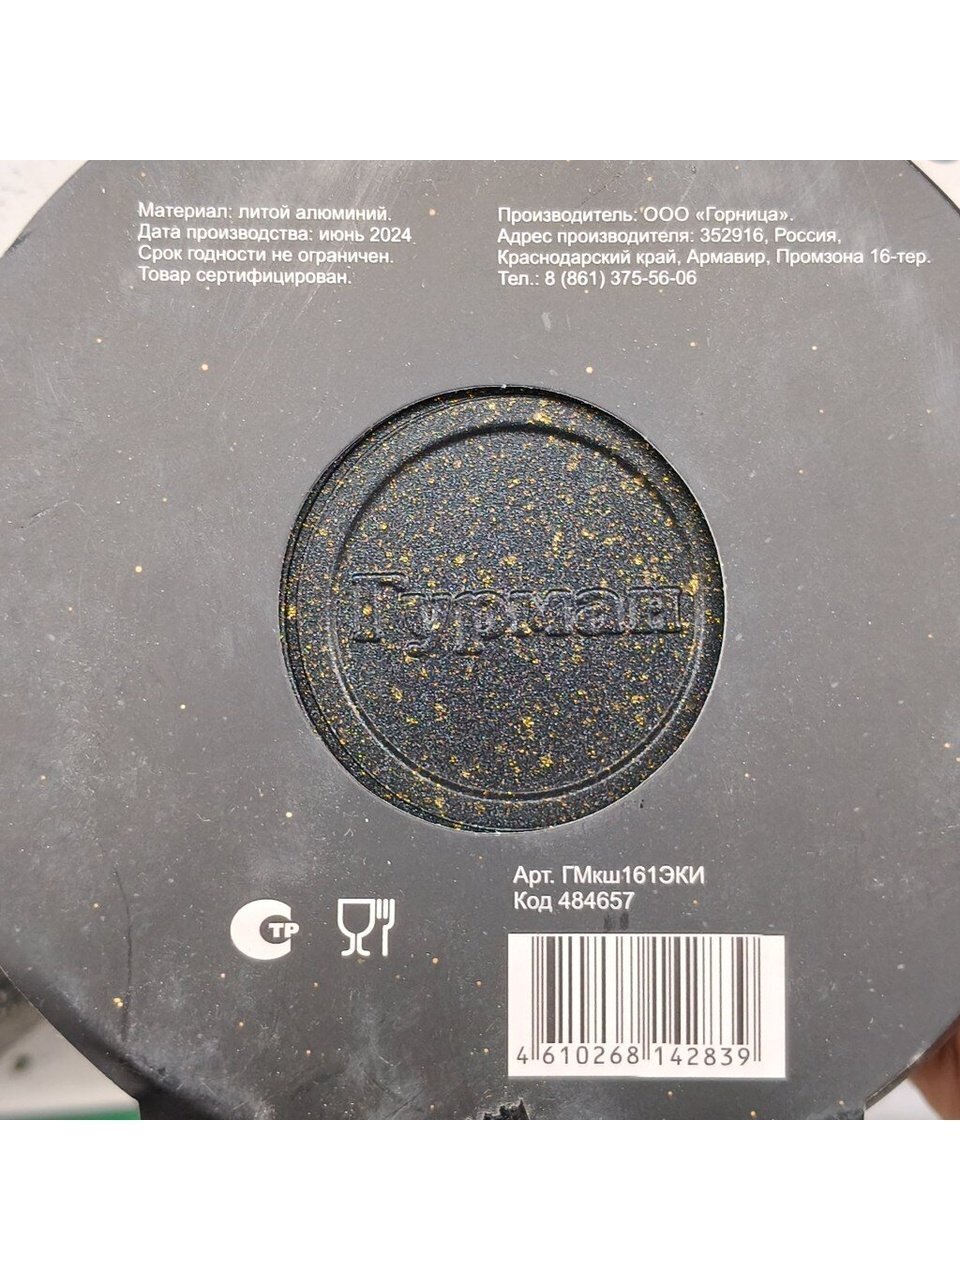 Материал: литой алюминий.
Дата производства: июнь 2024
Срок годности не ограничен.
Товар сертифицирован.
Производитель: ООО «Горница».
Адрес производителя: 352916, Россия,
Краснодарский край, Армавир, Промзона 16-тер.
Тел.: 8 (861) 375-56-06
Гурман
Арт. ГМкш161ЭКИ
Код 484657
СТР
4 610268 142839